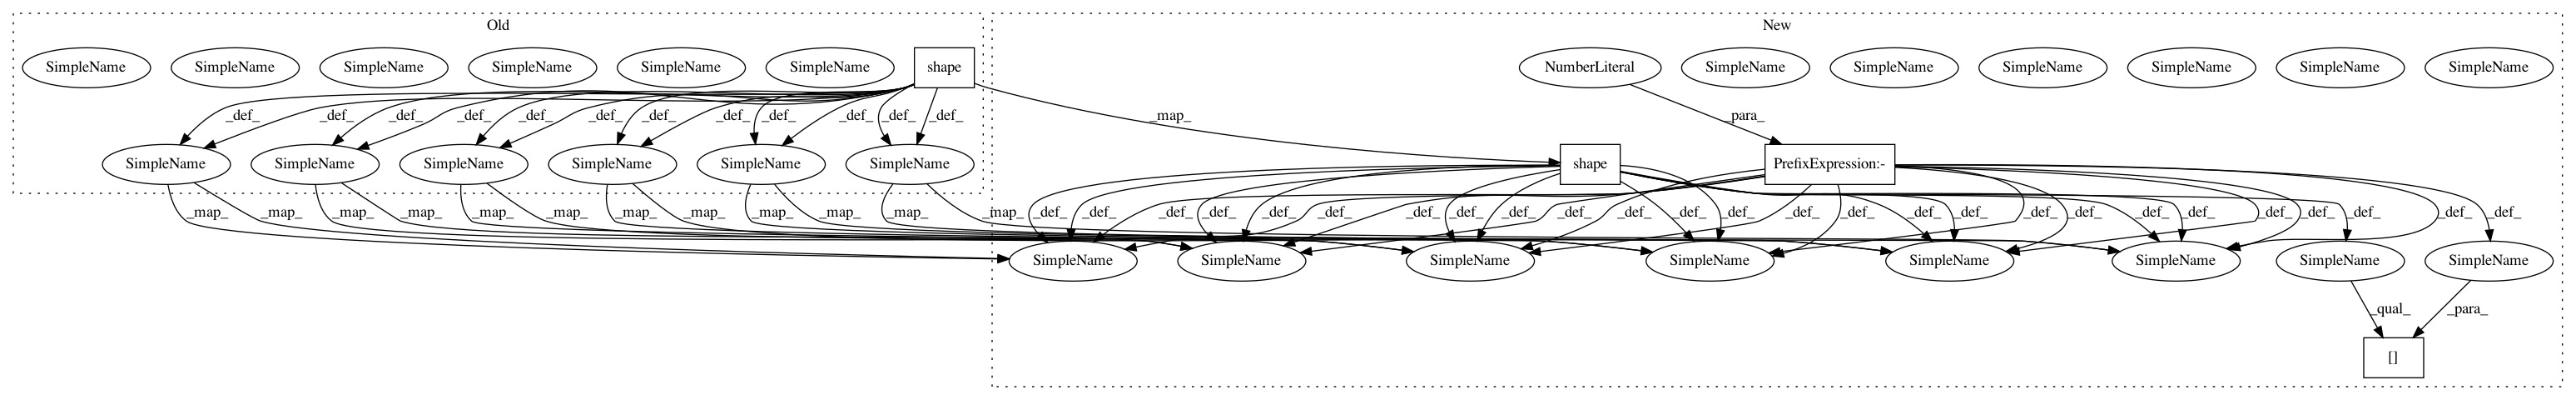 Old New
SimpleName SimpleName SimpleName SimpleName SimpleName SimpleName shape NumberLiteral SimpleName SimpleName SimpleName SimpleName SimpleName SimpleName
_def_ _def_ _def_ _def_ _def_ _def_ _def_ _def_ _def_ _def_ _def_ _def_ _map_ _para_
SimpleName SimpleName SimpleName SimpleName SimpleName SimpleName shape PrefixExpression:-
_map_ _map_ _map_ _map_ _map_ _map_ _map_ _map_ _map_ _map_ _map_ _map_ _def_ _def_ _def_ _def_ _def_ _def_ _def_ _def_ _def_ _def_ _def_ _def_ _def_ _def_ _def_ _def_ _def_ _def_ _def_ _def_ _def_ _def_ _def_ _def_ _def_ _def_
SimpleName SimpleName SimpleName SimpleName SimpleName SimpleName SimpleName SimpleName
_qual_ _para_
[]